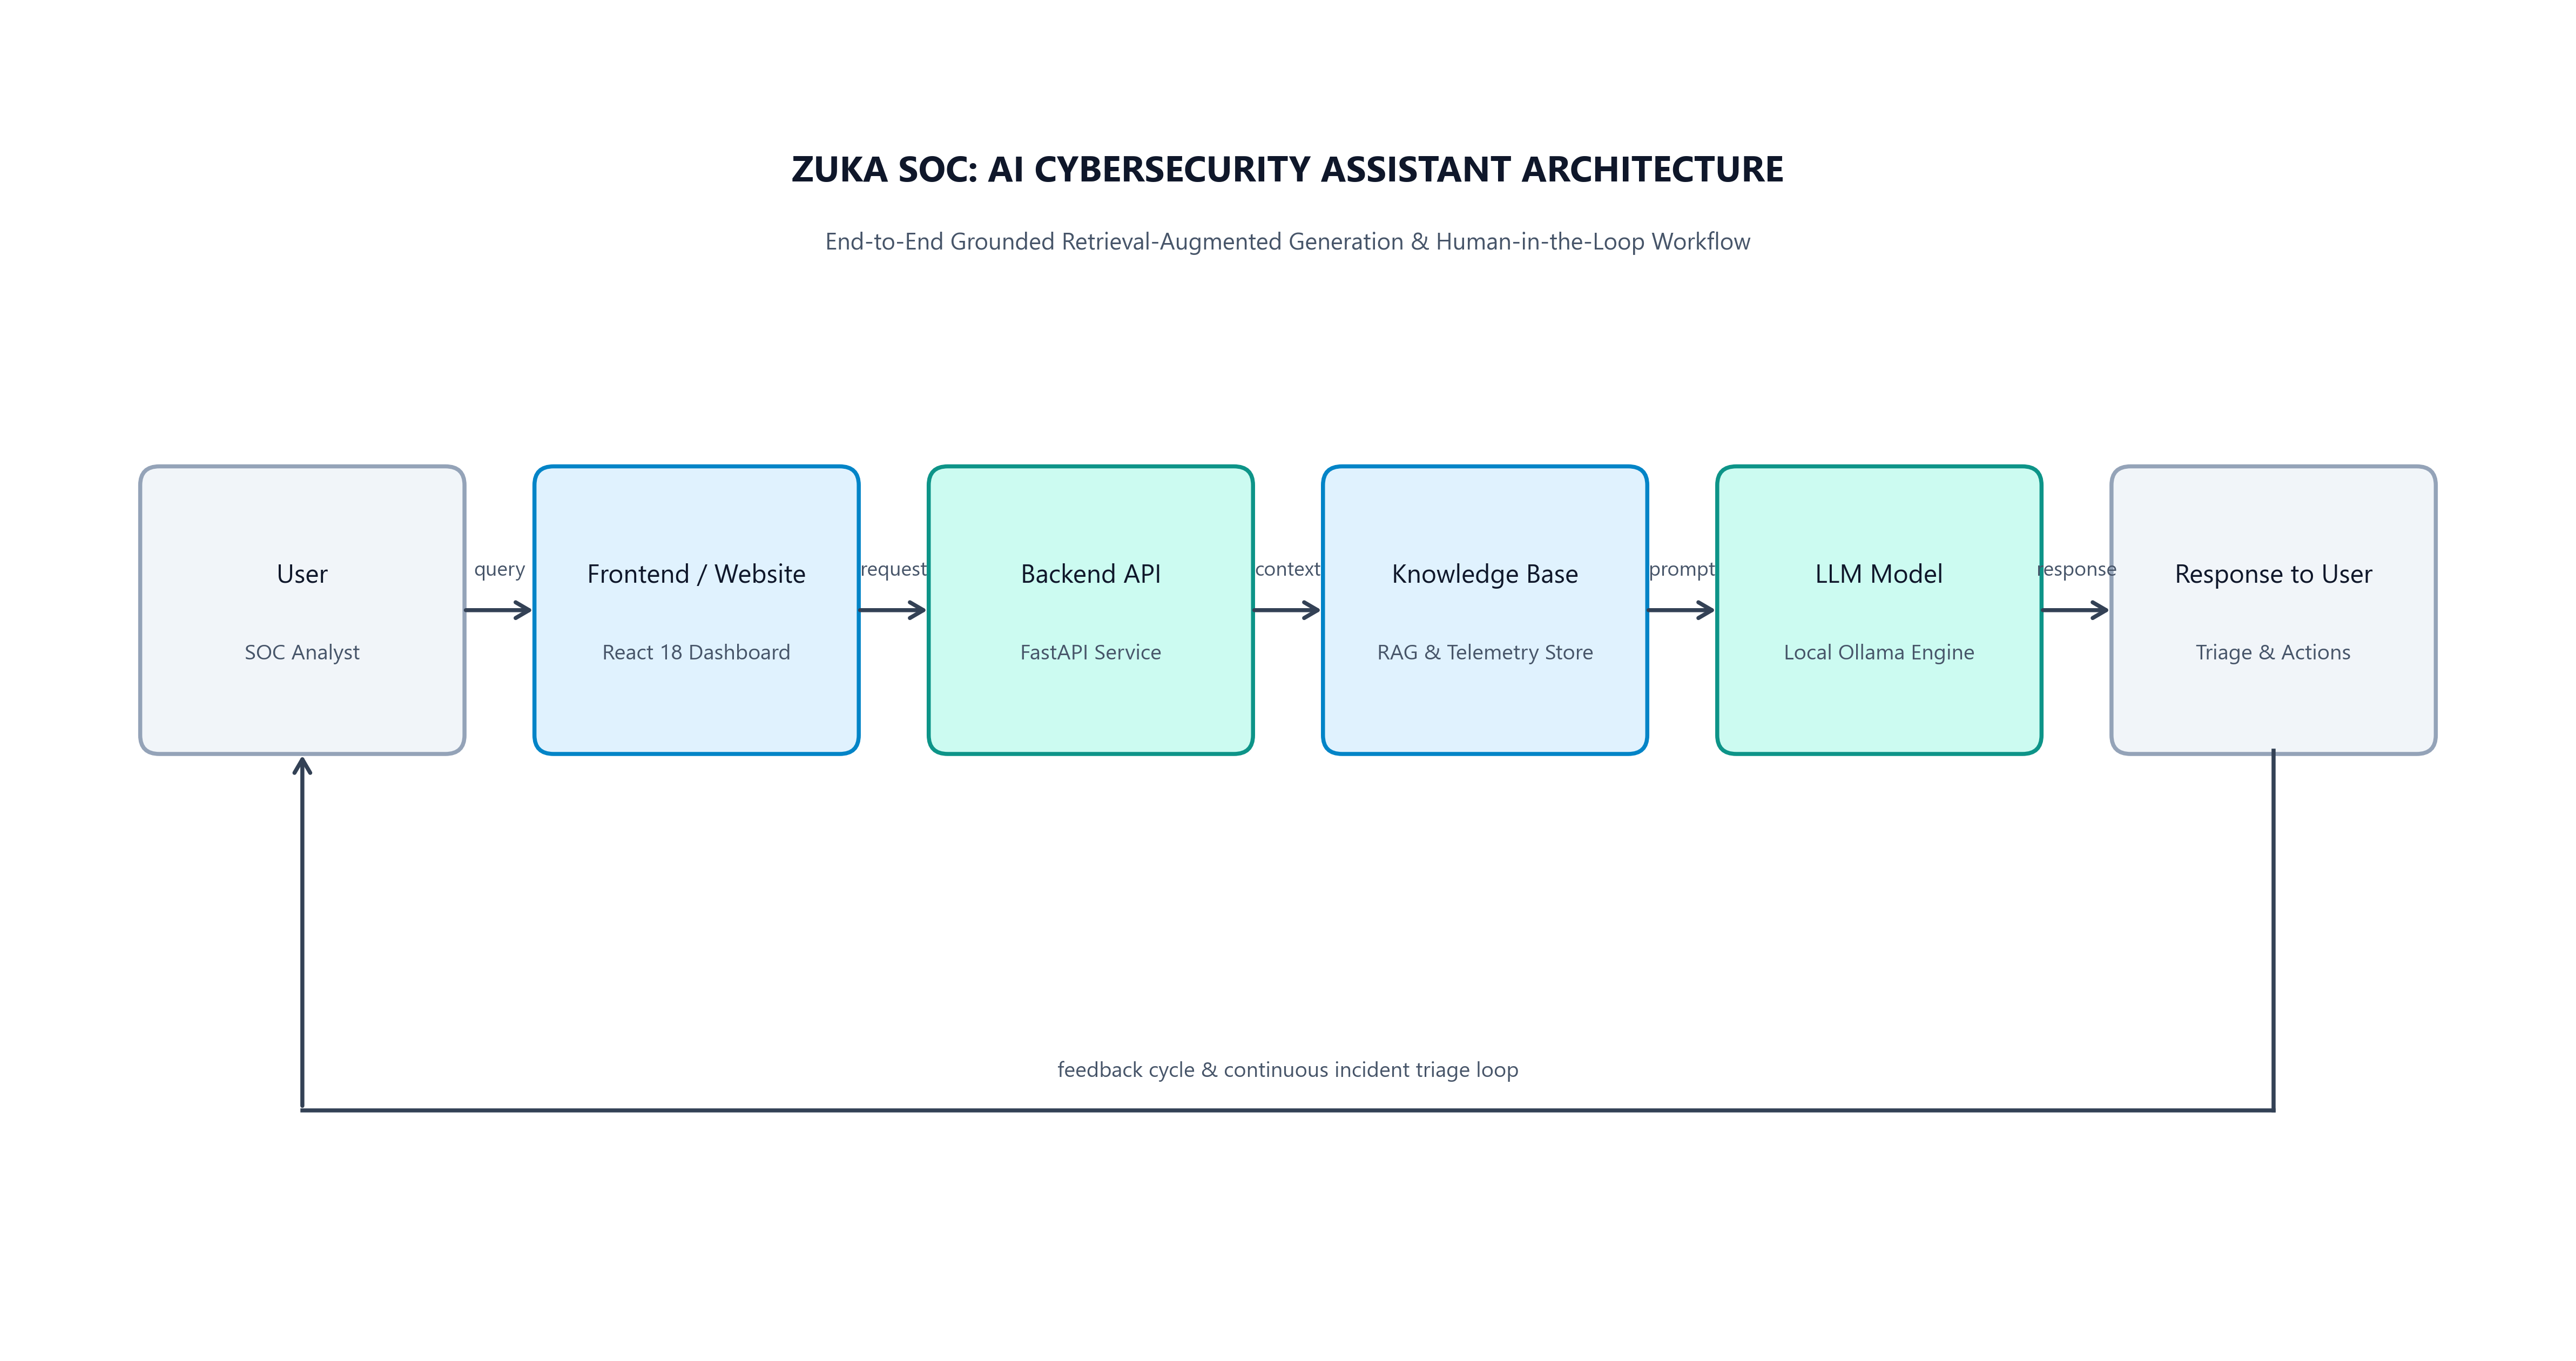 ZUKA SOC: AI CYBERSECURITY ASSISTANT ARCHITECTURE
End-to-End Grounded Retrieval-Augmented Generation & Human-in-the-Loop Workflow
User
SOC Analyst
query
Frontend / Website
React 18 Dashboard
request
Backend API
FastAPI Service
context
Knowledge Base
RAG & Telemetry Store
prompt
LLM Model
Local Ollama Engine
response
Response to User
Triage & Actions
feedback cycle & continuous incident triage loop